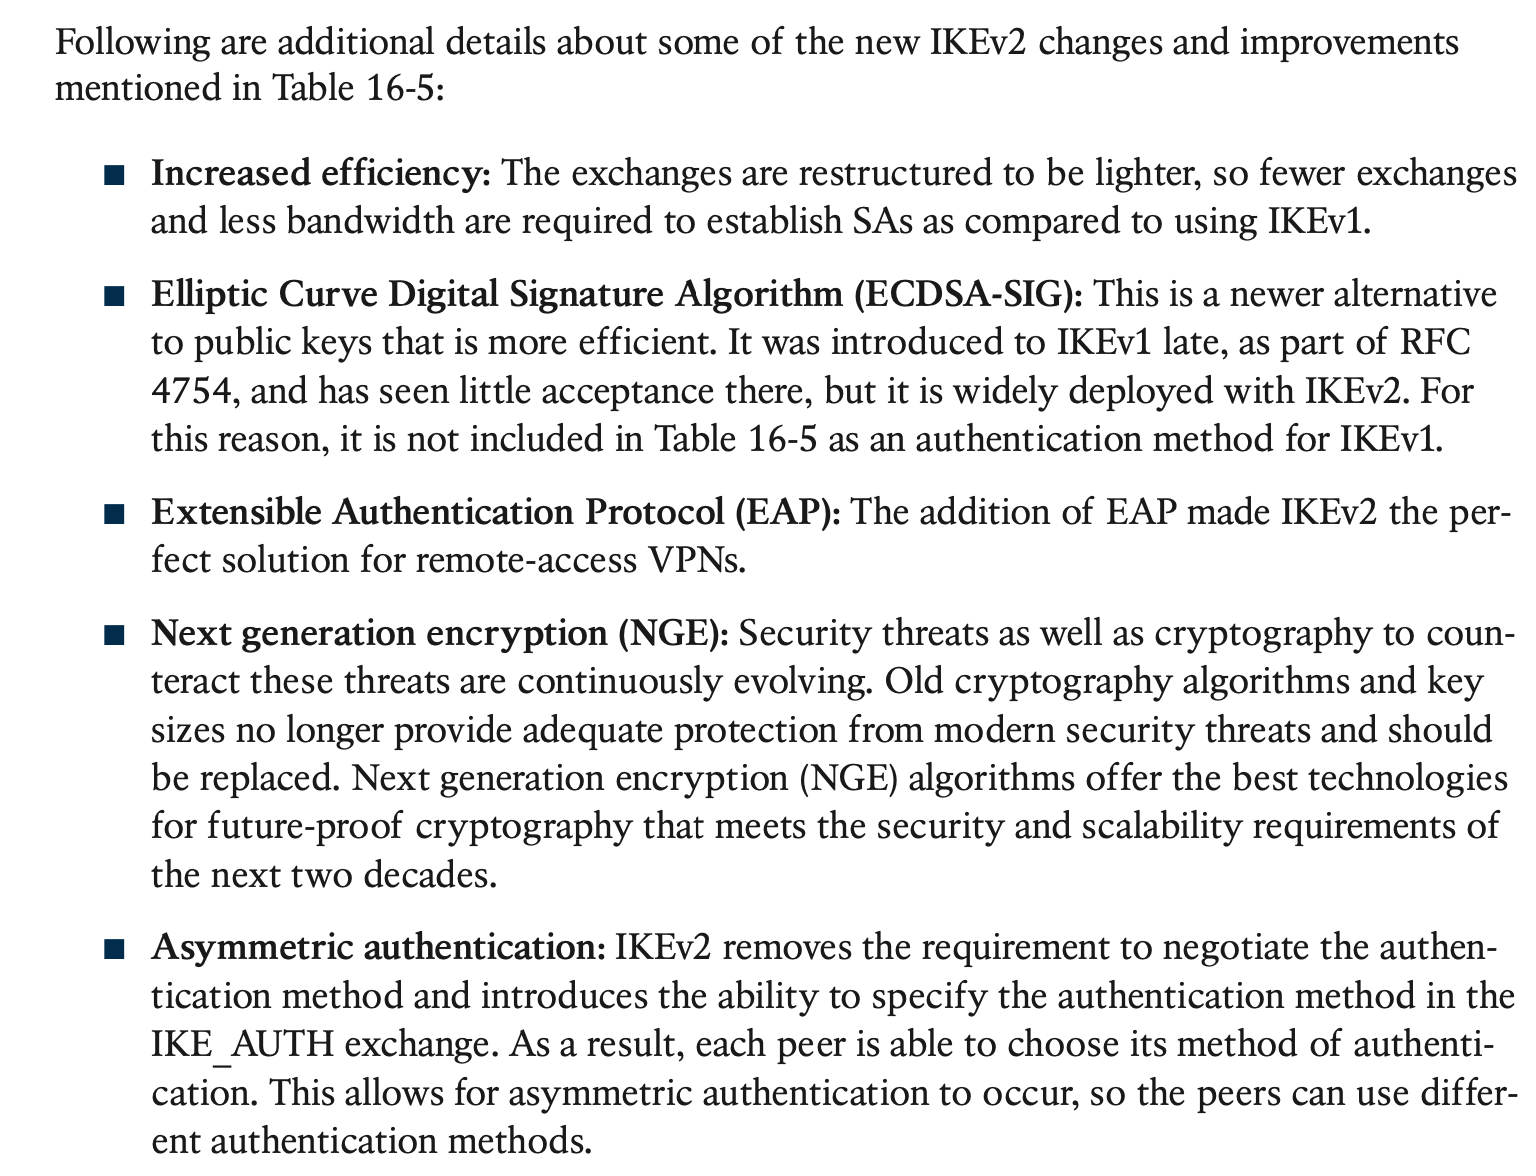 Following are additional details about some of the new IKEv2 changes and improvements
mentioned in Table 16-5:
■ Increased efficiency: The exchanges are restructured to be lighter, so fewer exchanges
and less bandwidth are required to establish SAs as compared to using IKEv1.
■ Elliptic Curve Digital Signature Algorithm (ECDSA-SIG): This is a newer alternative
to public keys that is more efficient. It was introduced to IKEv1 late, as part of RFC
4754, and has seen little acceptance there, but it is widely deployed with IKEv2. For
this reason, it is not included in Table 16-5 as an authentication method for IKEv1.
■ Extensible Authentication Protocol (EAP): The addition of EAP made IKEv2 the per-
fect solution for remote-access VPNs.
■ Next generation encryption (NGE): Security threats as well as cryptography to coun-
teract these threats are continuously evolving. Old cryptography algorithms and key
sizes no longer provide adequate protection from modern security threats and should
be replaced. Next generation encryption (NGE) algorithms offer the best technologies
for future-proof cryptography that meets the security and scalability requirements of
the next two decades.
■ Asymmetric authentication: IKEv2 removes the requirement to negotiate the authen-
tication method and introduces the ability to specify the authentication method in the
IKE_AUTH exchange. As a result, each peer is able to choose its method of authenti-
cation. This allows for asymmetric authentication to occur, so the peers can use differ-
ent authentication methods.